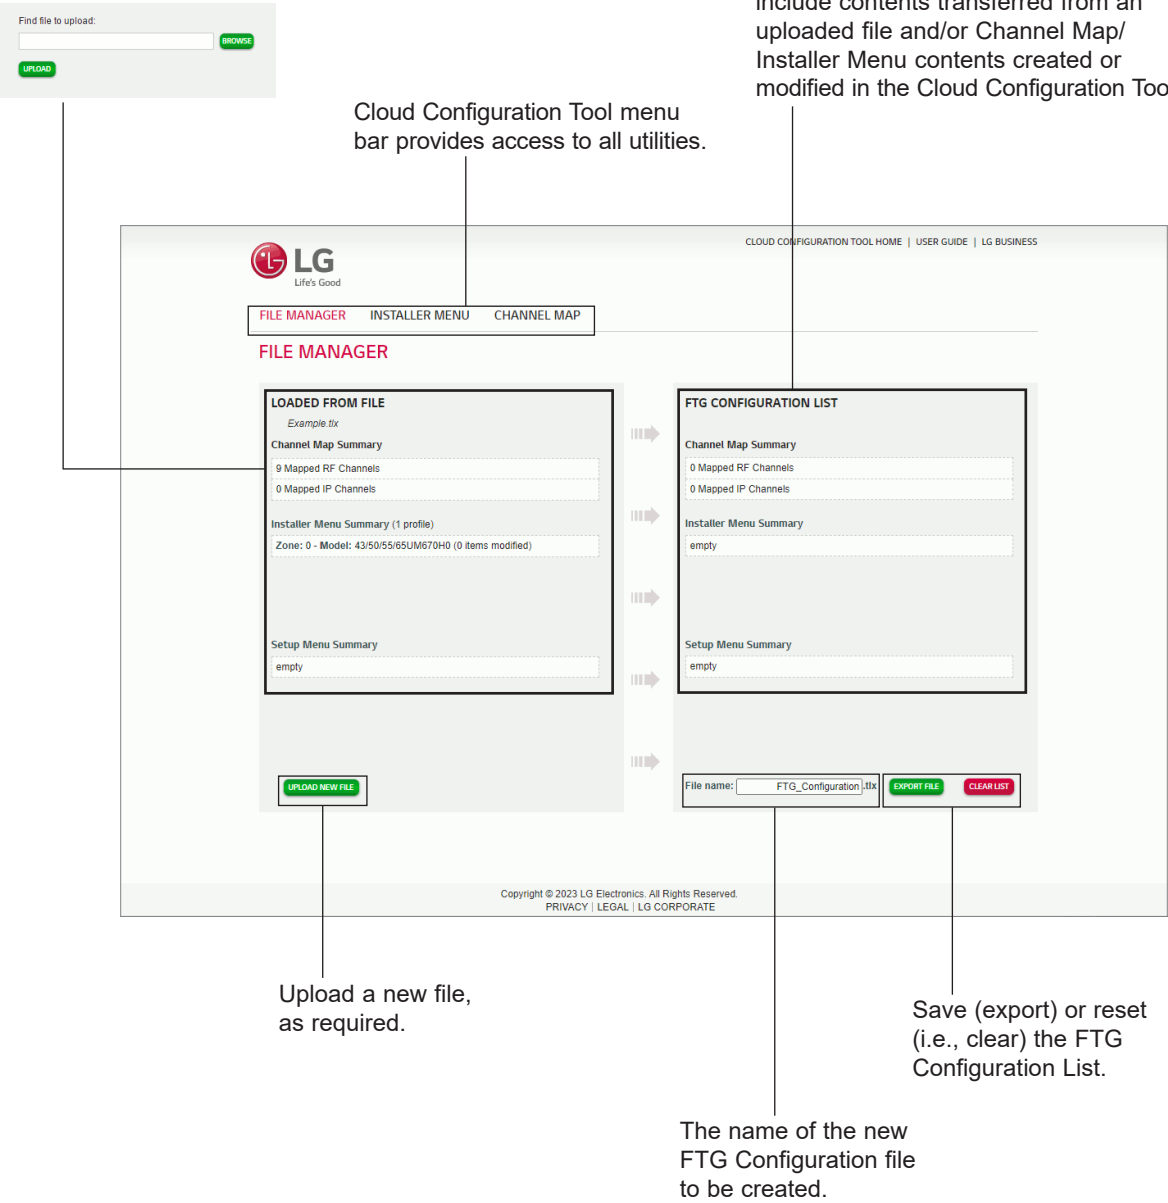 Find file to upload:
BROWSE
UPLOAD
include contents transferred from an
uploaded file and/or Channel Map/
Installer Menu contents created or
modified in the Cloud Configuration Too
Cloud Configuration Tool menu
bar provides access to all utilities.
CLOUD CONFIGURATION TOOL HOME | USER GUIDE | LG BUSINESS
LG
Life's Good
FILE MANAGER INSTALLER MENU CHANNEL MAP
FILE MANAGER
LOADED FROM FILE
Example.tlx
Channel Map Summary
9 Mapped RF Channels
0 Mapped IP Channels
Installer Menu Summary (1 profile)
Zone: 0 - Model: 43/50/55/65UM670H0 (0 items modified)
Setup Menu Summary
empty
UPLOAD NEW FILE
FTG CONFIGURATION LIST
Channel Map Summary
0 Mapped RF Channels
0 Mapped IP Channels
Installer Menu Summary
empty
Setup Menu Summary
empty
File name: FTG_Configuration .tlx EXPORT FILE CLEAR LIST
Copyright © 2023 LG Electronics. All Rights Reserved.
PRIVACY | LEGAL | LG CORPORATE
Upload a new file,
as required.
Save (export) or reset
(i.e., clear) the FTG
Configuration List.
The name of the new
FTG Configuration file
to be created.